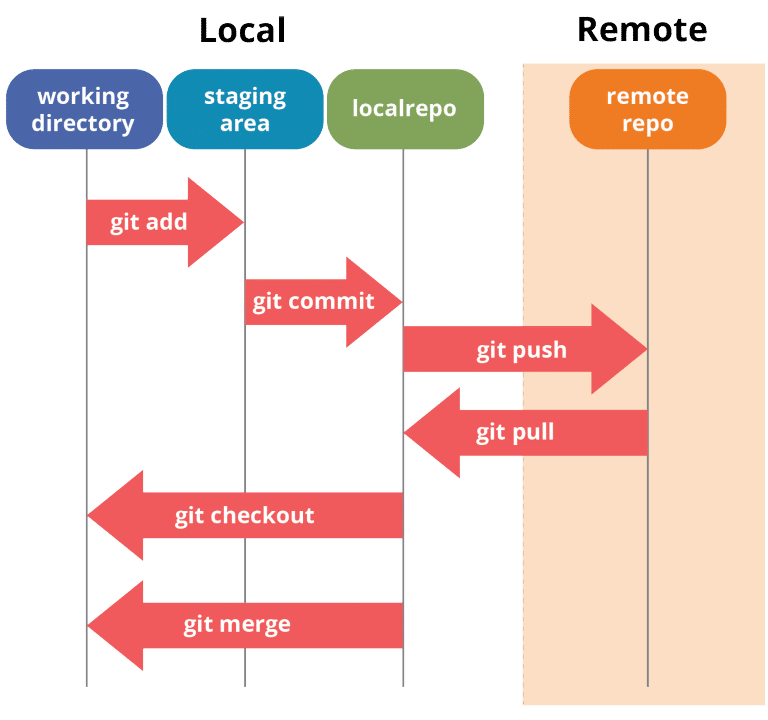 Local
Remote
working
directory
staging
area
localrepo
remote
repo
git add
git commit
git push
git pull
git checkout
git merge